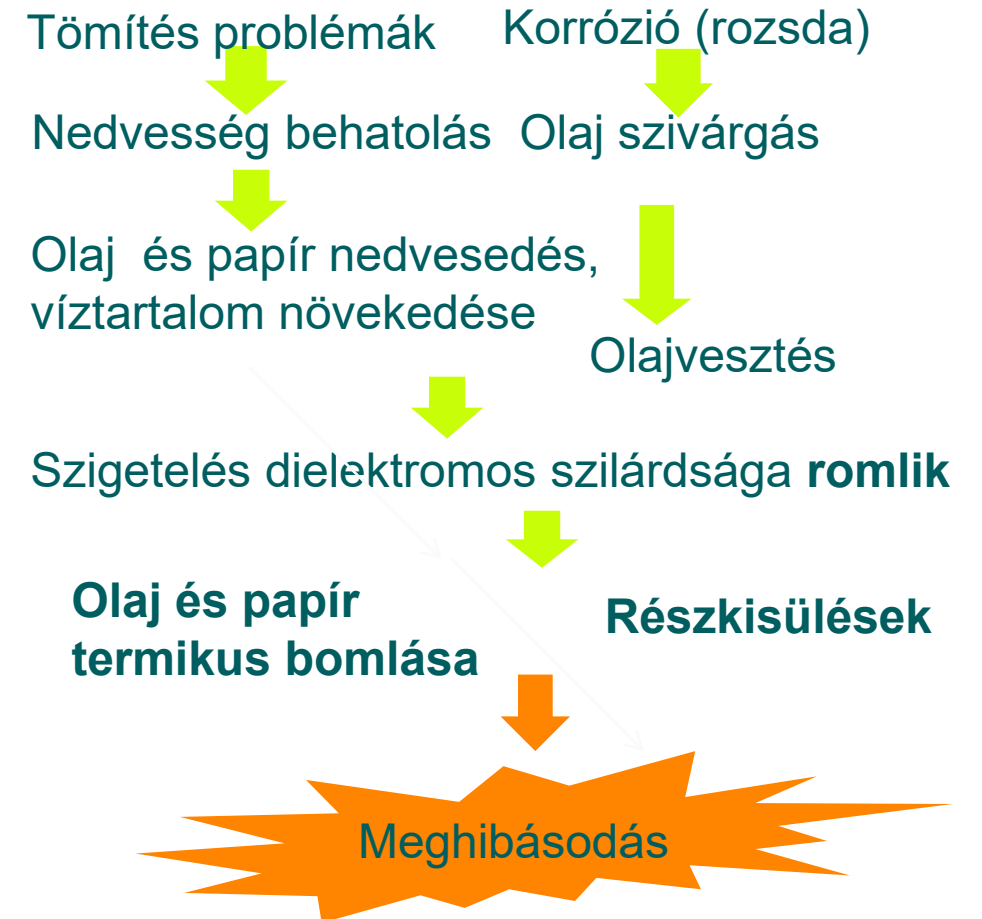 Tömítés problémák
Korrózió (rozsda)
Nedvesség behatolás
Olaj szivárgás
Olaj és papír nedvesedés,
víztartalom növekedése
Olajvesztés
Szigetelés dielektromos szilárdsága romlik
Olaj és papír
termikus bomlása
Részkisülések
Meghibásodás